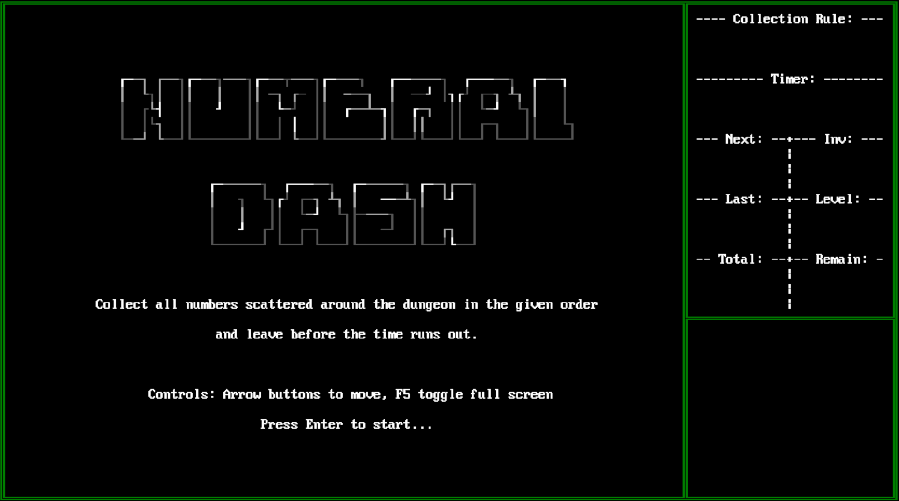 NUMERAL
DASH
Collect all numbers scattered around the dungeon in the given order
and leave before the time runs out.
Controls: Arrow buttons to move, F5 toggle full screen
Press Enter to start...
---- Collection Rule: ---
--------- Timer: --------
--- Next: --+--- Inv: ---
--- Last: --+-- Level: --
-- Total: --+-- Remain: -